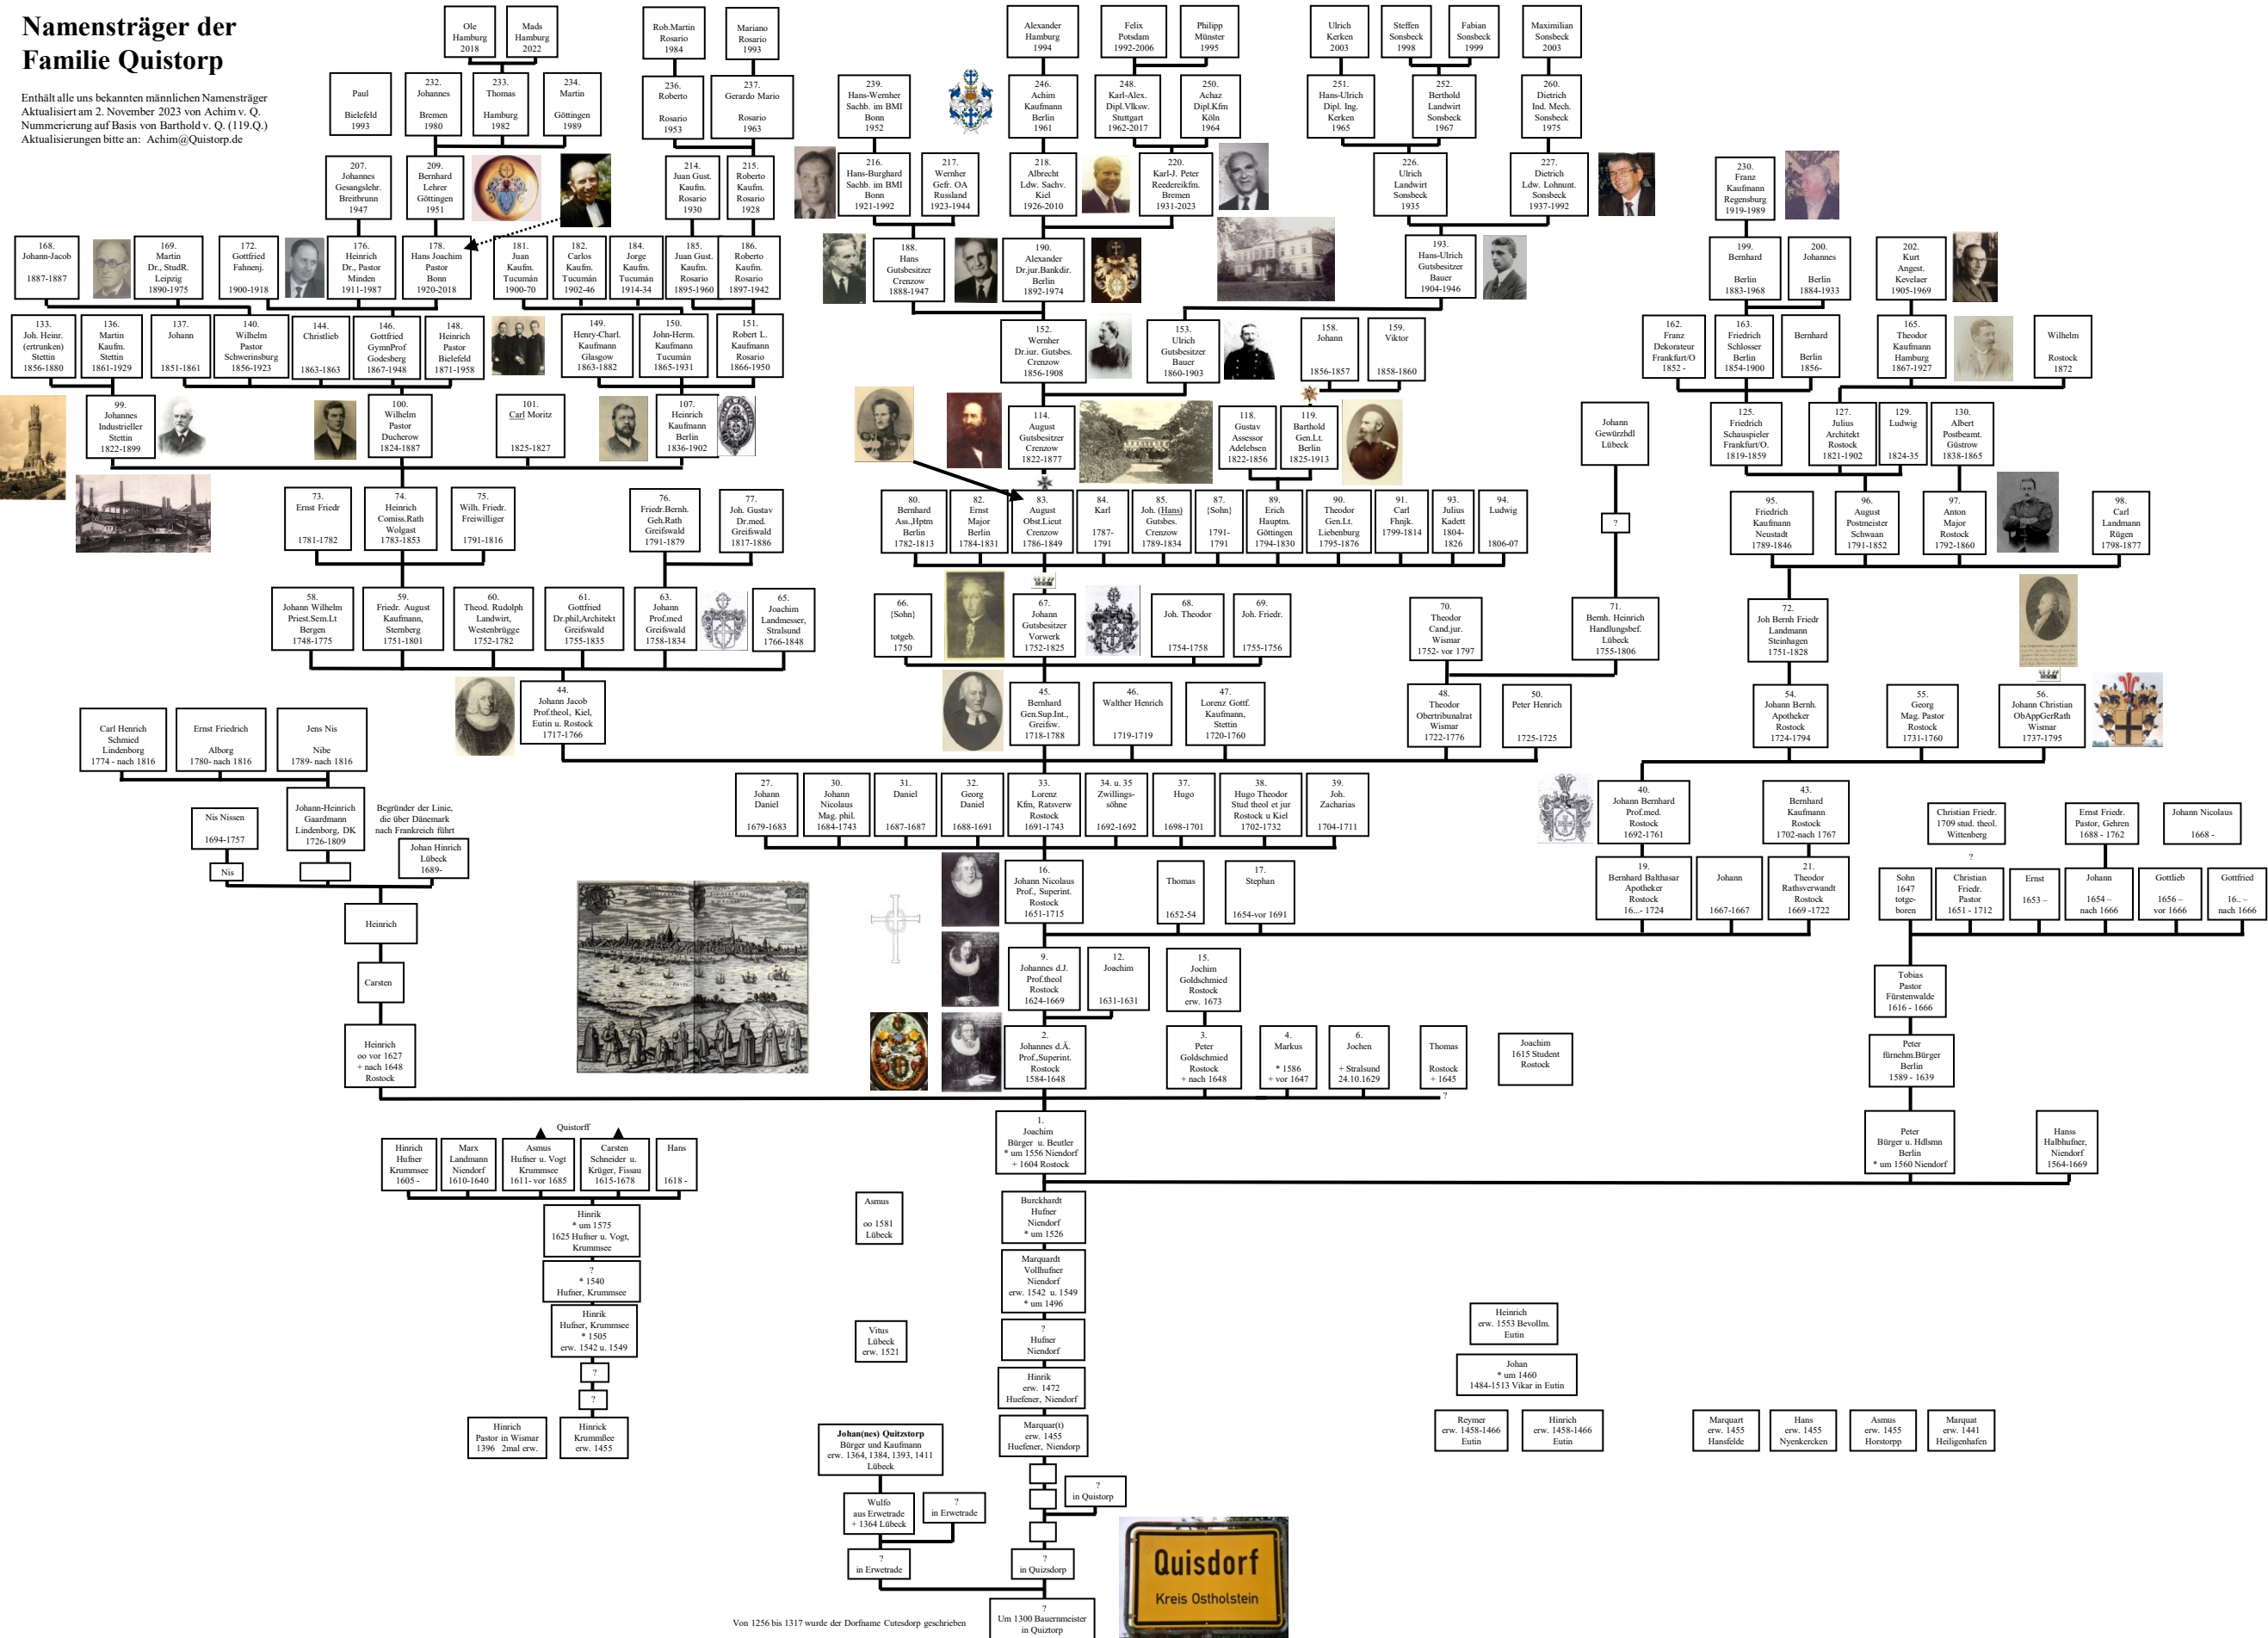 Namensträger der
Familie Quistorp
Enthält alle uns bekannten männlichen Namensträger
Aktualisiert am 2. November 2023 von Achim v. Q.
Nummerierung auf Basis von Barthold v. Q. (119.Q.)
Aktualisierungen bitte an: Achim@Quistorp.de
Ole
Hamburg
2018
Mads
Hamburg
2022
Rob.Martin
Rosario
1984
Mariano
Rosario
1993
Alexander
Hamburg
1994
Felix
Potsdam
1992-2006
Philipp
Münster
1995
Ulrich
Kerken
2003
Steffen
Sonsbeck
1998
Fabian
Sonsbeck
1999
Maximilian
Sonsbeck
2003
Paul
Bielefeld
1993
232.
Johannes
Bremen
1980
233.
Thomas
Hamburg
1982
234.
Martin
Göttingen
1989
236.
Roberto
Rosario
1953
237.
Gerardo Mario
Rosario
1963
239.
Hans-Wernher
Sachb. im BMI
Bonn
1952
246.
Achim
Kaufmann
Berlin
1961
248.
Karl-Alex.
Dipl.Vlksw.
Stuttgart
1962-2017
250.
Achaz
Dipl.Kfm
Köln
1964
251.
Hans-Ulrich
Dipl. Ing.
Kerken
1965
252.
Berthold
Landwirt
Sonsbeck
1967
260.
Dietrich
Ind. Mech.
Sonsbeck
1975
207.
Johannes
Gesangslehr.
Breitbrunn
1947
209.
Bernhard
Lehrer
Göttingen
1951
214.
Juan Gust.
Kaufm.
Rosario
1930
215.
Roberto
Kaufm.
Rosario
1928
216.
Hans-Burghard
Sachb. im BMI
Bonn
1921-1992
217.
Wernher
Gefr. OA
Russland
1923-1944
218.
Albrecht
Ldw. Sachv.
Kiel
1926-2010
220.
Karl-J. Peter
Reedereikfm.
Bremen
1931-2023
226.
Ulrich
Landwirt
Sonsbeck
1935
227.
Dietrich
Ldw. Lohnunt.
Sonsbeck
1937-1992
230.
Franz
Kaufmann
Regensburg
1919-1989
168.
Johann-Jacob
1887-1887
169.
Martin
Dr., StudR.
Leipzig
1890-1975
172.
Gottfried
Fahnenj.
1900-1918
176.
Heinrich
Dr., Pastor
Minden
1911-1987
178.
Hans Joachim
Pastor
Bonn
1920-2018
181.
Juan
Kaufm.
Tucumán
1900-70
182.
Carlos
Kaufm.
Tucumán
1902-46
184.
Jorge
Kaufm.
Tucumán
1914-34
185.
Juan Gust.
Kaufm.
Rosario
1895-1960
186.
Roberto
Kaufm.
Rosario
1897-1942
188.
Hans
Gutsbesitzer
Crenzow
1888-1947
190.
Alexander
Dr.jur.Bankdir.
Berlin
1892-1974
193.
Hans-Ulrich
Gutsbesitzer
Bauer
1904-1946
199.
Bernhard
Berlin
1883-1968
200.
Johannes
Berlin
1884-1933
202.
Kurt
Angest.
Kevelaer
1905-1969
133.
Joh. Heinr.
(ertrunken)
Stettin
1856-1880
136.
Martin
Kaufm.
Stettin
1861-1929
137.
Johann
1851-1861
140.
Wilhelm
Pastor
Schwerinsburg
1856-1923
144.
Christlieb
1863-1863
146.
Gottfried
GymnProf
Godesberg
1867-1948
148.
Heinrich
Pastor
Bielefeld
1871-1958
149.
Henry-Charl.
Kaufmann
Glasgow
1863-1882
150.
John-Herm.
Kaufmann
Tucumán
1865-1931
151.
Robert L.
Kaufmann
Rosario
1866-1950
152.
Wernher
Dr.iur. Gutsbes.
Crenzow
1856-1908
153.
Ulrich
Gutsbesitzer
Bauer
1860-1903
158.
Johann
1856-1857
159.
Viktor
1858-1860
162.
Franz
Dekorateur
Frankfurt/O
1852 -
163.
Friedrich
Schlosser
Berlin
1854-1900
Bernhard
Berlin
1856-
165.
Theodor
Kaufmann
Hamburg
1867-1927
Wilhelm
Rostock
1872
99.
Johannes
Industrieller
Stettin
1822-1899
100.
Wilhelm
Pastor
Ducherow
1824-1887
101.
Carl Moritz
1825-1827
107.
Heinrich
Kaufmann
Berlin
1836-1902
114.
August
Gutsbesitzer
Crenzow
1822-1877
118.
Gustav
Assessor
Adelebsen
1822-1856
119.
Barthold
Gen.Lt.
Berlin
1825-1913
Johann
Gewürzhdl
Lübeck
125.
Friedrich
Schauspieler
Frankfurt/O.
1819-1859
127.
Julius
Architekt
Rostock
1821-1902
129.
Ludwig
1824-35
130.
Albert
Postbeamt.
Güstrow
1838-1865
73.
Ernst Friedr
1781-1782
74.
Heinrich
Comiss.Rath
Wolgast
1783-1853
75.
Wilh. Friedr.
Freiwilliger
1791-1816
76.
Friedr.Bernh.
Geh.Rath
Greifswald
1791-1879
77.
Joh. Gustav
Dr.med.
Greifswald
1817-1886
80.
Bernhard
Ass.,Hptm
Berlin
1782-1813
82.
Ernst
Major
Berlin
1784-1831
83.
August
Obst.Lieut
Crenzow
1786-1849
84.
Karl
1787-
1791
85.
Joh. (Hans)
Gutsbes.
Crenzow
1789-1834
87.
{Sohn}
1791-
1791
89.
Erich
Hauptm.
Göttingen
1794-1830
90.
Theodor
Gen.Lt.
Liebenburg
1795-1876
91.
Carl
Fhnjk.
1799-1814
93.
Julius
Kadett
1804-
1826
94.
Ludwig
1806-07
?
95.
Friedrich
Kaufmann
Neustadt
1789-1846
96.
August
Postmeister
Schwaan
1791-1852
97.
Anton
Major
Rostock
1792-1860
98.
Carl
Landmann
Rügen
1798-1877
58.
Johann Wilhelm
Priest.Sem.Lt
Bergen
1748-1775
59.
Friedr. August
Kaufmann,
Sternberg
1751-1801
60.
Theod. Rudolph
Landwirt,
Westenbrügge
1752-1782
61.
Gottfried
Dr.phil,Architekt
Greifswald
1755-1835
63.
Johann
Prof.med
Greifswald
1758-1834
65.
Joachim
Landmesser,
Stralsund
1766-1848
66.
{Sohn}
totgeb.
1750
67.
Johann
Gutsbesitzer
Vorwerk
1752-1825
68.
Joh. Theodor
1754-1758
69.
Joh. Friedr.
1755-1756
70.
Theodor
Cand.jur.
Wismar
1752- vor 1797
71.
Bernh. Heinrich
Handlungsbef.
Lübeck
1755-1806
72.
Joh Bernh Friedr
Landmann
Steinhagen
1751-1828
44.
Johann Jacob
Prof.theol, Kiel,
Eutin u. Rostock
1717-1766
45.
Bernhard
Gen.Sup.Int.,
Greifsw.
1718-1788
46.
Walther Henrich
1719-1719
47.
Lorenz Gottf.
Kaufmann,
Stettin
1720-1760
48.
Theodor
Obertribunalrat
Wismar
1722-1776
50.
Peter Henrich
1725-1725
54.
Johann Bernh.
Apotheker
Rostock
1724-1794
55.
Georg
Mag. Pastor
Rostock
1731-1760
56.
Johann Christian
ObAppGerRath
Wismar
1737-1795
Carl Henrich
Schmied
Lindenborg
1774 - nach 1816
Ernst Friedrich
Alborg
1780- nach 1816
Jens Nis
Nibe
1789- nach 1816
27.
Johann
Daniel
1679-1683
30.
Johann
Nicolaus
Mag. phil.
1684-1743
31.
Daniel
1687-1687
32.
Georg
Daniel
1688-1691
33.
Lorenz
Kfm, Ratsverw
Rostock
1691-1743
34. u. 35
Zwillings-
söhne
1692-1692
37.
Hugo
1698-1701
38.
Hugo Theodor
Stud theol et jur
Rostock u Kiel
1702-1732
39.
Joh.
Zacharias
1704-1711
40.
Johann Bernhard
Prof.med.
Rostock
1692-1761
43.
Bernhard
Kaufmann
Rostock
1702-nach 1767
Nis Nissen
1694-1757
Johann-Heinrich
Gaardmann
Lindenborg, DK
1726-1809
Begründer der Linie,
die über Dänemark
nach Frankreich führt
Johan Hinrich
Lübeck
1689-
Nis
Christian Friedr.
1709 stud. theol.
Wittenberg
?
Ernst Friedr.
Pastor, Gehren
1688 - 1762
Johann Nicolaus
1668 -
16.
Johann Nicolaus
Prof., Superint.
Rostock
1651-1715
Thomas
1652-54
17.
Stephan
1654-vor 1691
19.
Bernhard Balthasar
Apotheker
Rostock
16...- 1724
Johann
1667-1667
21.
Theodor
Rathsverwandt
Rostock
1669 -1722
Sohn
1647
totge-
boren
Christian
Friedr.
Pastor
1651 - 1712
Ernst
1653 –
Johann
1654 –
nach 1666
Gottlieb
1656 –
vor 1666
Gottfried
16.. –
nach 1666
Heinrich
Carsten
9.
Johannes d.J.
Prof.theol
Rostock
1624-1669
12.
Joachim
1631-1631
15.
Jochim
Goldschmied
Rostock
erw. 1673
Tobias
Pastor
Fürstenwalde
1616 - 1666
Heinrich
oo vor 1627
+ nach 1648
Rostock
2.
Johannes d.Ä.
Prof.,Superint.
Rostock
1584-1648
3.
Peter
Goldschmied
Rostock
+ nach 1648
4.
Markus
* 1586
+ vor 1647
6.
Jochen
+ Stralsund
24.10.1629
Thomas
Rostock
+ 1645
?
Joachim
1615 Student
Rostock
Peter
fürnehm.Bürger
Berlin
1589 - 1639
Quistorff
Hinrich
Hufner
Krummsee
1605 -
Marx
Landmann
Niendorf
1610-1640
Asmus
Hufner u. Vogt
Krummsee
1611- vor 1685
Carsten
Schneider u.
Krüger, Fissau
1615-1678
Hans
1618 -
1.
Joachim
Bürger u. Beutler
* um 1556 Niendorf
+ 1604 Rostock
Peter
Bürger u. Hdlsmn
Berlin
* um 1560 Niendorf
Hanss
Halbhufner,
Niendorf
1564-1669
Hinrik
* um 1575
1625 Hufner u. Vogt,
Krummsee
Asmus
oo 1581
Lübeck
Burckhardt
Hufner
Niendorf
* um 1526
?
* 1540
Hufner, Krummsee
Marquardt
Vollhufner
Niendorf
erw. 1542 u. 1549
* um 1496
Hinrik
Hufner, Krummsee
* 1505
erw. 1542 u. 1549
Vitus
Lübeck
erw. 1521
?
Hufner
Niendorf
Heinrich
erw. 1553 Bevollm.
Eutin
?
?
Hinrik
erw. 1472
Huefener, Niendorf
Johan
* um 1460
1484-1513 Vikar in Eutin
Hinrich
Pastor in Wismar
1396 2mal erw.
Hinrick
Krummßee
erw. 1455
Johan(nes) Quitzstorp
Bürger und Kaufmann
erw. 1364, 1384, 1393, 1411
Lübeck
Marquar(t)
erw. 1455
Huefener, Niendorp
Reymer
erw. 1458-1466
Eutin
Hinrich
erw. 1458-1466
Eutin
Marquart
erw. 1455
Hansfelde
Hans
erw. 1455
Nyenkercken
Asmus
erw. 1455
Horstorpp
Marquat
erw. 1441
Heiligenhafen
Wulfo
aus Erwetrade
+ 1364 Lübeck
?
in Erwetrade
?
in Quistorp
?
in Erwetrade
?
in Quizsdorp
Quisdorf
Kreis Ostholstein
Von 1256 bis 1317 wurde der Dorfname Cutesdorp geschrieben
?
Um 1300 Bauernmeister
in Quiztorp